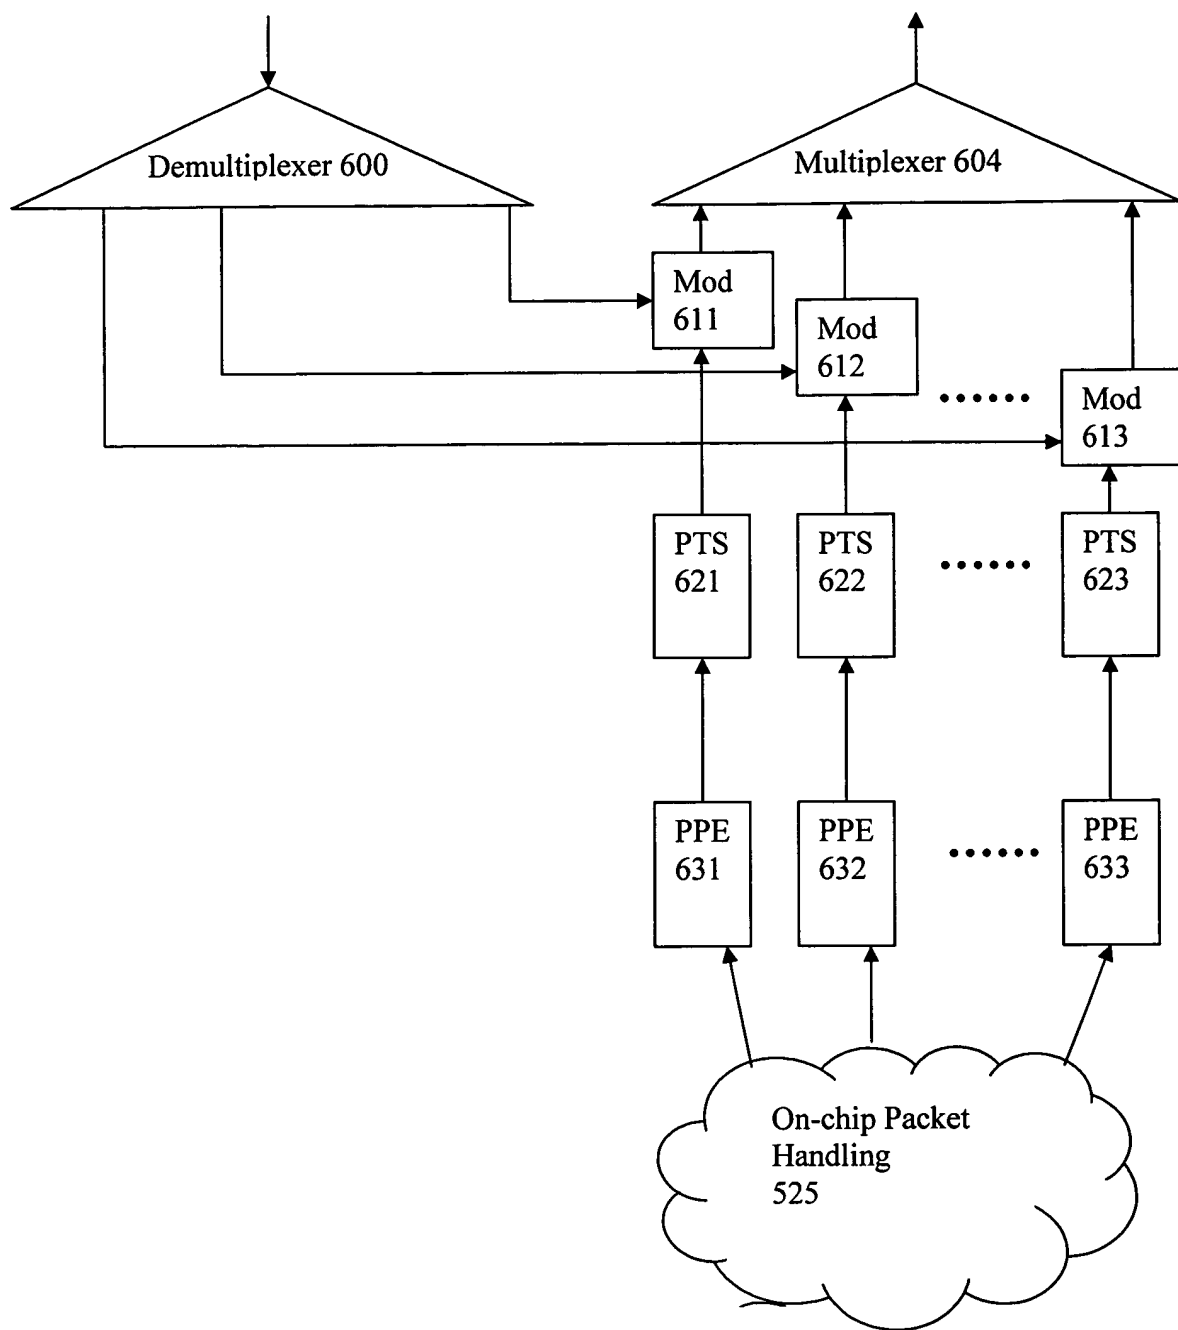 Demultiplexer 600
Multiplexer 604
Mod
611
Mod
612
Mod
613
PTS
621
PTS
622
PTS
623
PPE
631
PPE
632
PPE
633
On-chip Packet
Handling
525